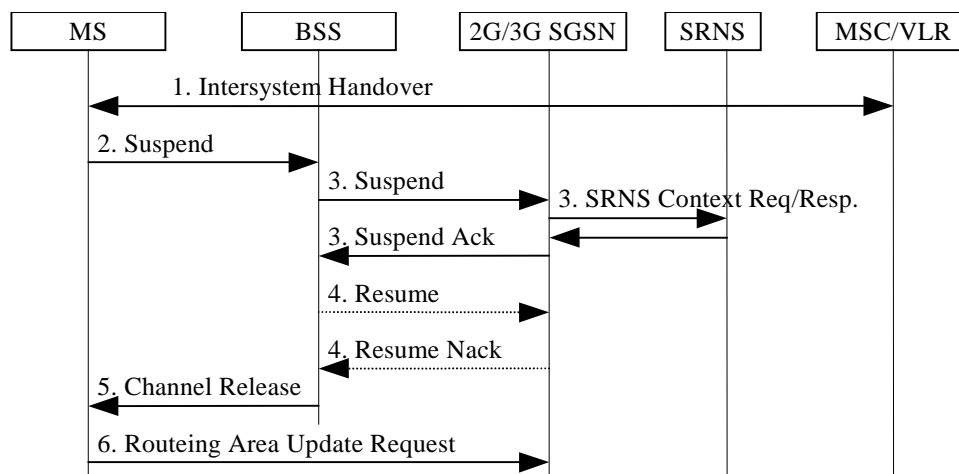 MS BSS 2G/3G SGSN SRNS MSC/VLR
1. Intersystem Handover
2. Suspend
3. Suspend
3. SRNS Context Req/Resp.
3. Suspend Ack
4. Resume
4. Resume Nack
5. Channel Release
6. Routeing Area Update Request